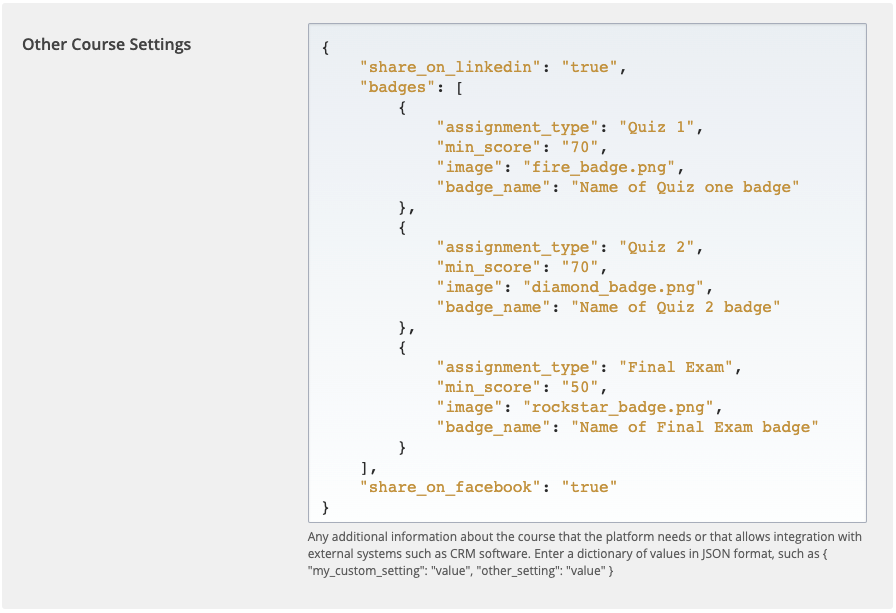 Other Course Settings
{
    "share_on_linkedin": "true",
    "badges": [
        {
            "assignment_type": "Quiz 1",
            "min_score": "70",
            "image": "fire_badge.png",
            "badge_name": "Name of Quiz one badge"
        },
        {
            "assignment_type": "Quiz 2",
            "min_score": "70",
            "image": "diamond_badge.png",
            "badge_name": "Name of Quiz 2 badge"
        },
        {
            "assignment_type": "Final Exam",
            "min_score": "50",
            "image": "rockstar_badge.png",
            "badge_name": "Name of Final Exam badge"
        }
    ],
    "share_on_facebook": "true"
}
Any additional information about the course that the platform needs or that allows integration with
external systems such as CRM software. Enter a dictionary of values in JSON format, such as {
"my_custom_setting": "value", "other_setting": "value" }